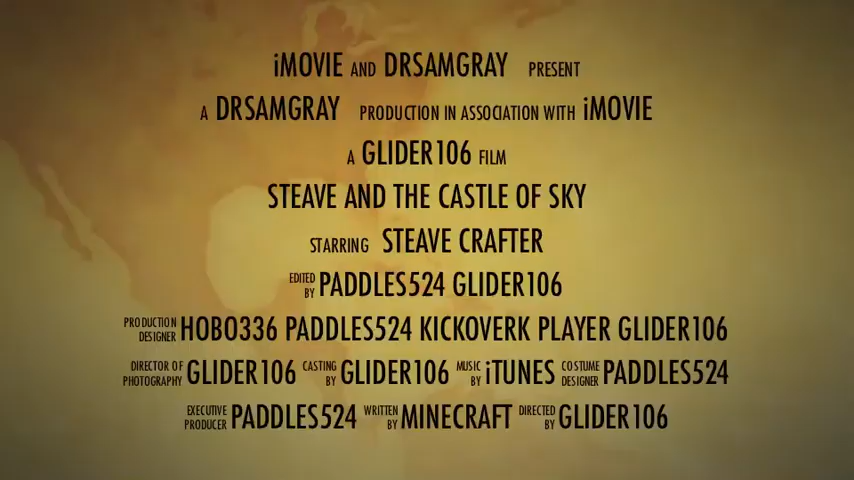 iMOVIE AND DRSAMGRAY PRESENT
A DRSAMGRAY PRODUCTION IN ASSOCIATION WITH iMOVIE
A GLIDER106 FILM
STEAVE AND THE CASTLE OF SKY
STARRING STEAVE CRAFTER
EDITED BY PADDLES524 GLIDER106
PRODUCTION DESIGNER HOBO336 PADDLES524 KICKOVERK PLAYER GLIDER106
DIRECTOR OF PHOTOGRAPHY GLIDER106 CASTING BY GLIDER106 MUSIC BY iTUNES COSTUME DESIGNER PADDLES524
EXECUTIVE PRODUCER PADDLES524 WRITTEN BY MINECRAFT DIRECTED BY GLIDER106